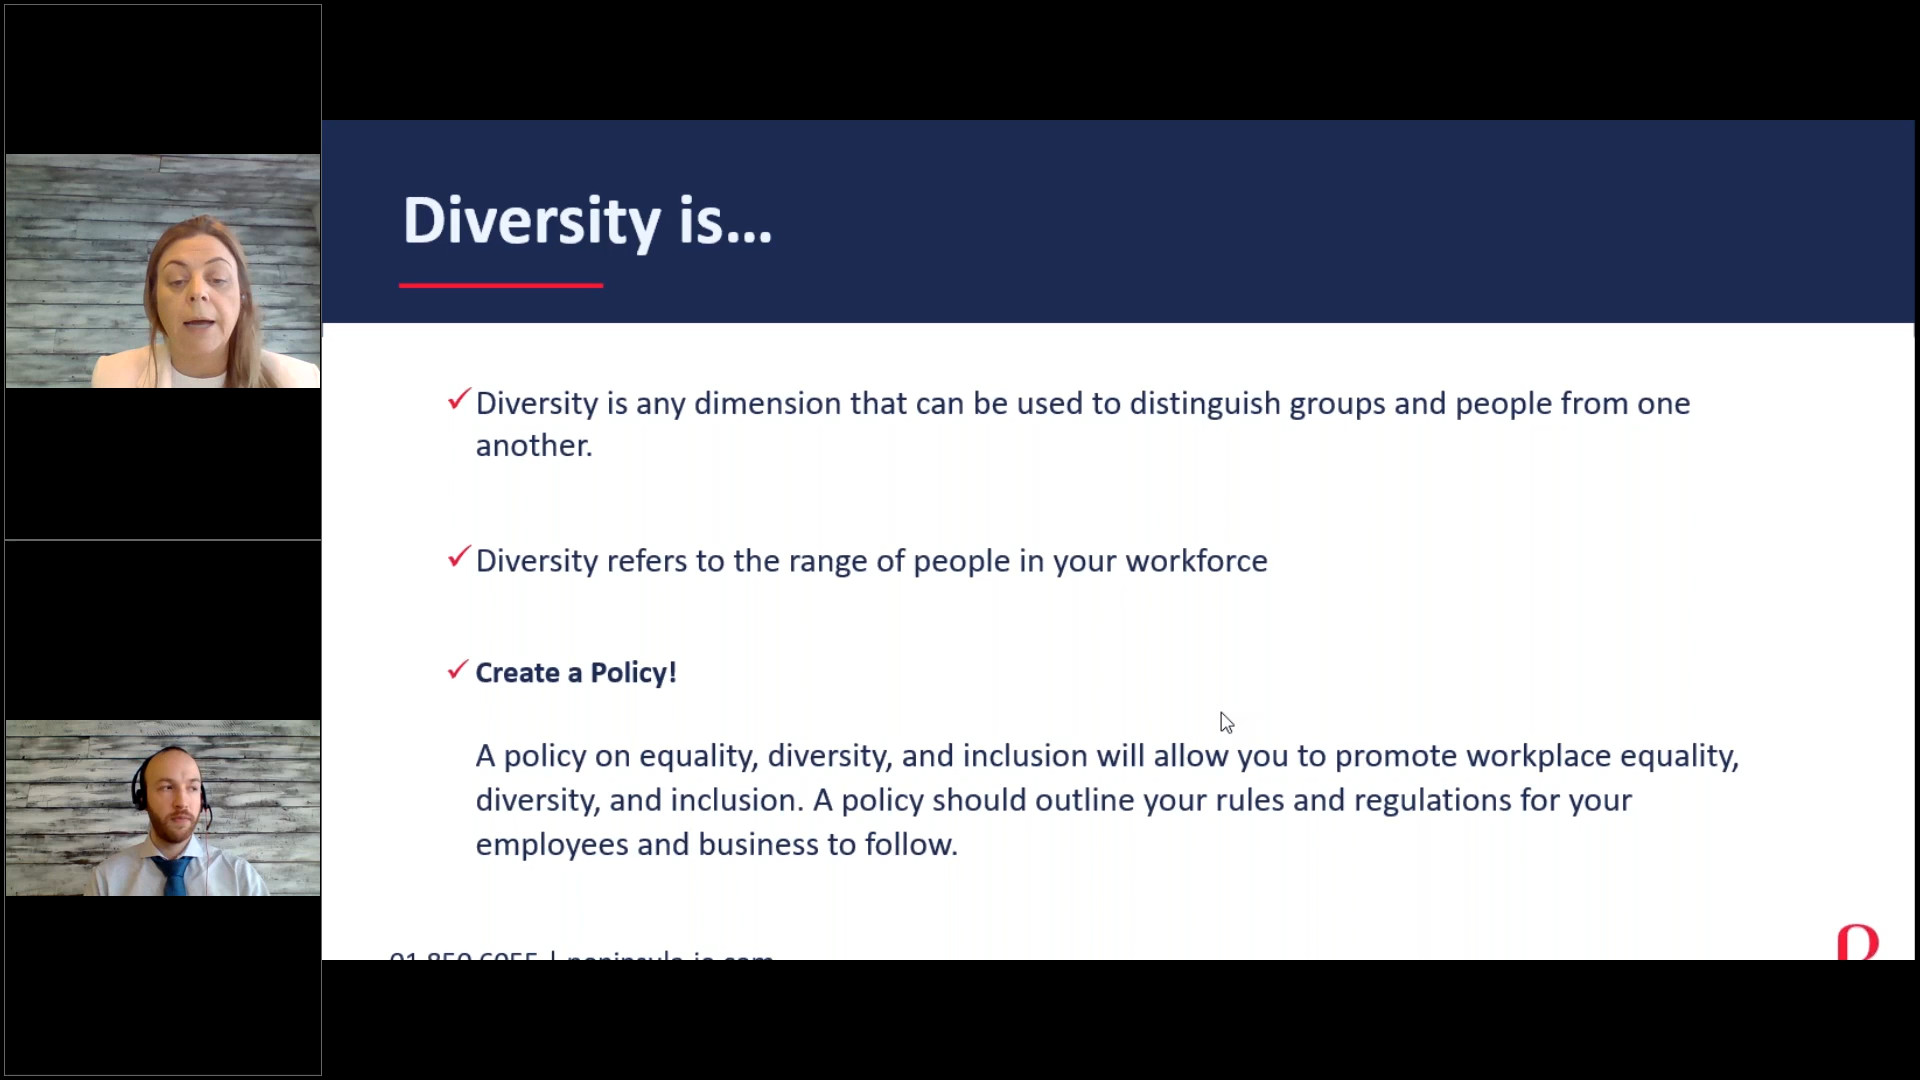 Diversity is...
Diversity is any dimension that can be used to distinguish groups and people from one
another.
Diversity refers to the range of people in your workforce
Create a Policy!
A policy on equality, diversity, and inclusion will allow you to promote workplace equality,
diversity, and inclusion. A policy should outline your rules and regulations for your
employees and business to follow.